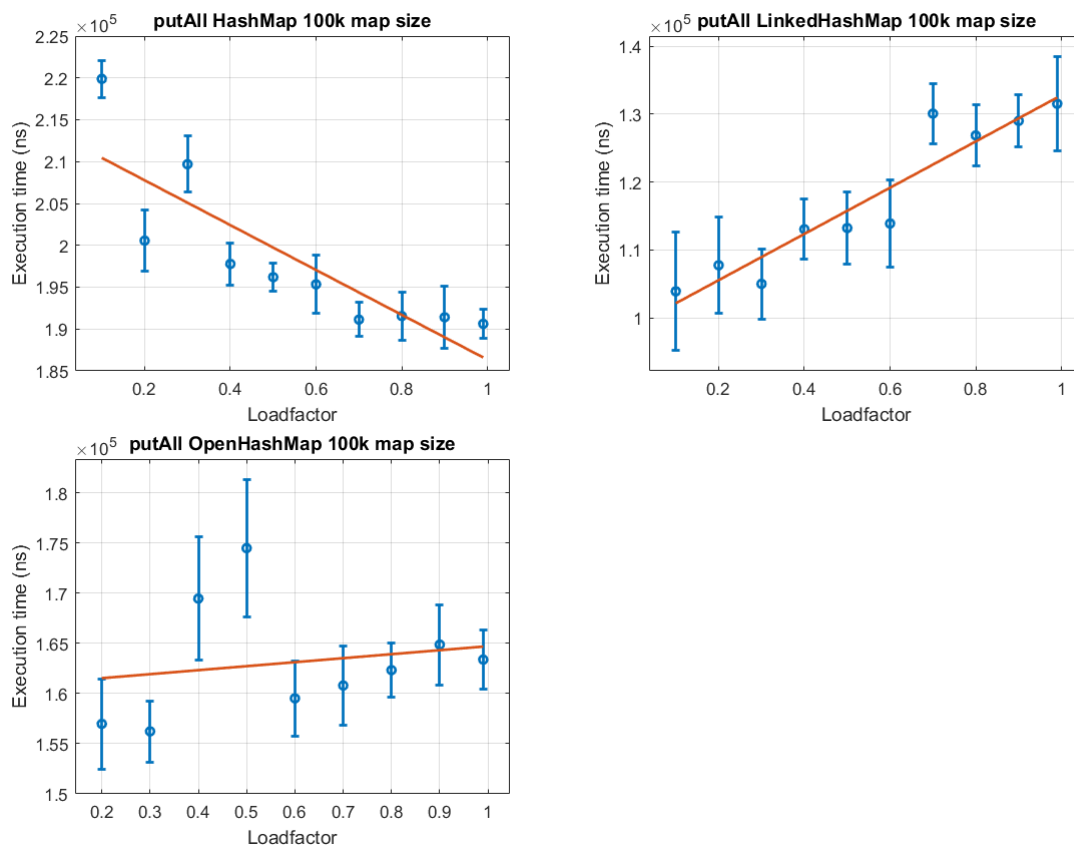 putAll HashMap 100k map size
×10^5
2.25
2.2
2.15
2.1
2.05
2
1.95
1.9
1.85
Execution time (ns)
0.2 0.4 0.6 0.8 1
Loadfactor
putAll LinkedHashMap 100k map size
×10^5
1.4
1.3
1.2
1.1
1
Execution time (ns)
0.2 0.4 0.6 0.8 1
Loadfactor
putAll OpenHashMap 100k map size
×10^5
1.8
1.75
1.7
1.65
1.6
1.55
1.5
Execution time (ns)
0.2 0.3 0.4 0.5 0.6 0.7 0.8 0.9 1
Loadfactor